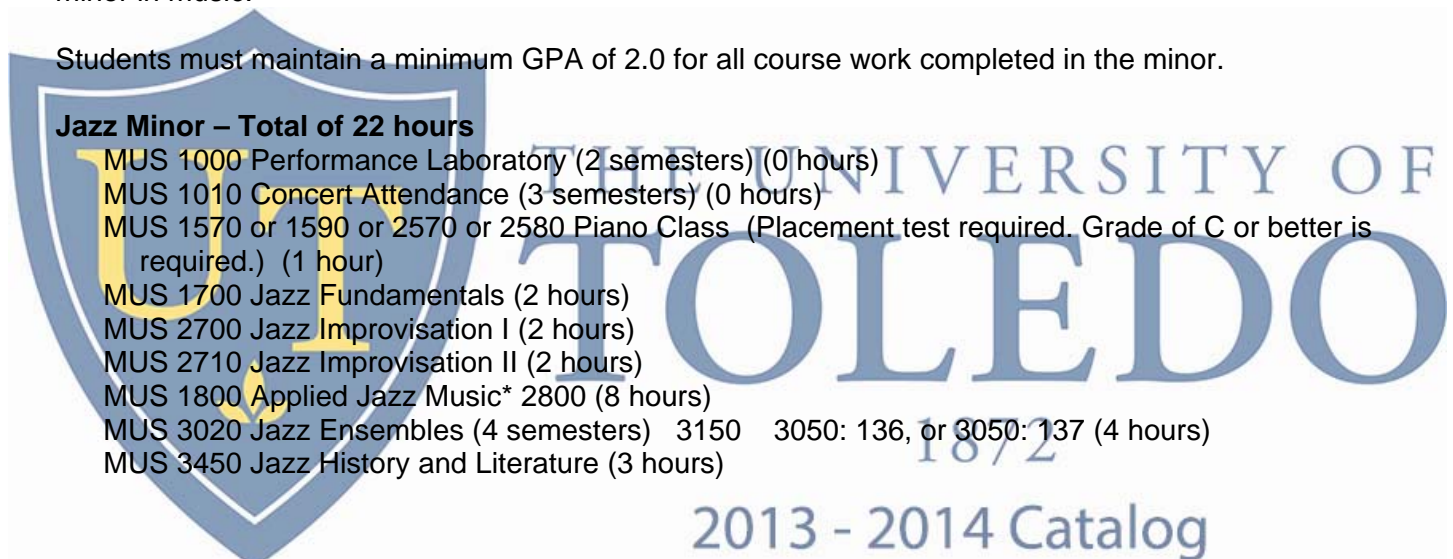 Students must maintain a minimum GPA of 2.0 for all course work completed in the minor.
Jazz Minor – Total of 22 hours
MUS 1000 Performance Laboratory (2 semesters) (0 hours)
MUS 1010 Concert Attendance (3 semesters) (0 hours)
MUS 1570 or 1590 or 2570 or 2580 Piano Class  (Placement test required. Grade of C or better is
required.)  (1 hour)
MUS 1700 Jazz Fundamentals (2 hours)
MUS 2700 Jazz Improvisation I (2 hours)
MUS 2710 Jazz Improvisation II (2 hours)
MUS 1800 Applied Jazz Music* 2800 (8 hours)
MUS 3020 Jazz Ensembles (4 semesters)   3150    3050: 136, or 3050: 137 (4 hours)
MUS 3450 Jazz History and Literature (3 hours)
UT
THE UNIVERSITY OF
TOLEDO
1872
2013 - 2014 Catalog